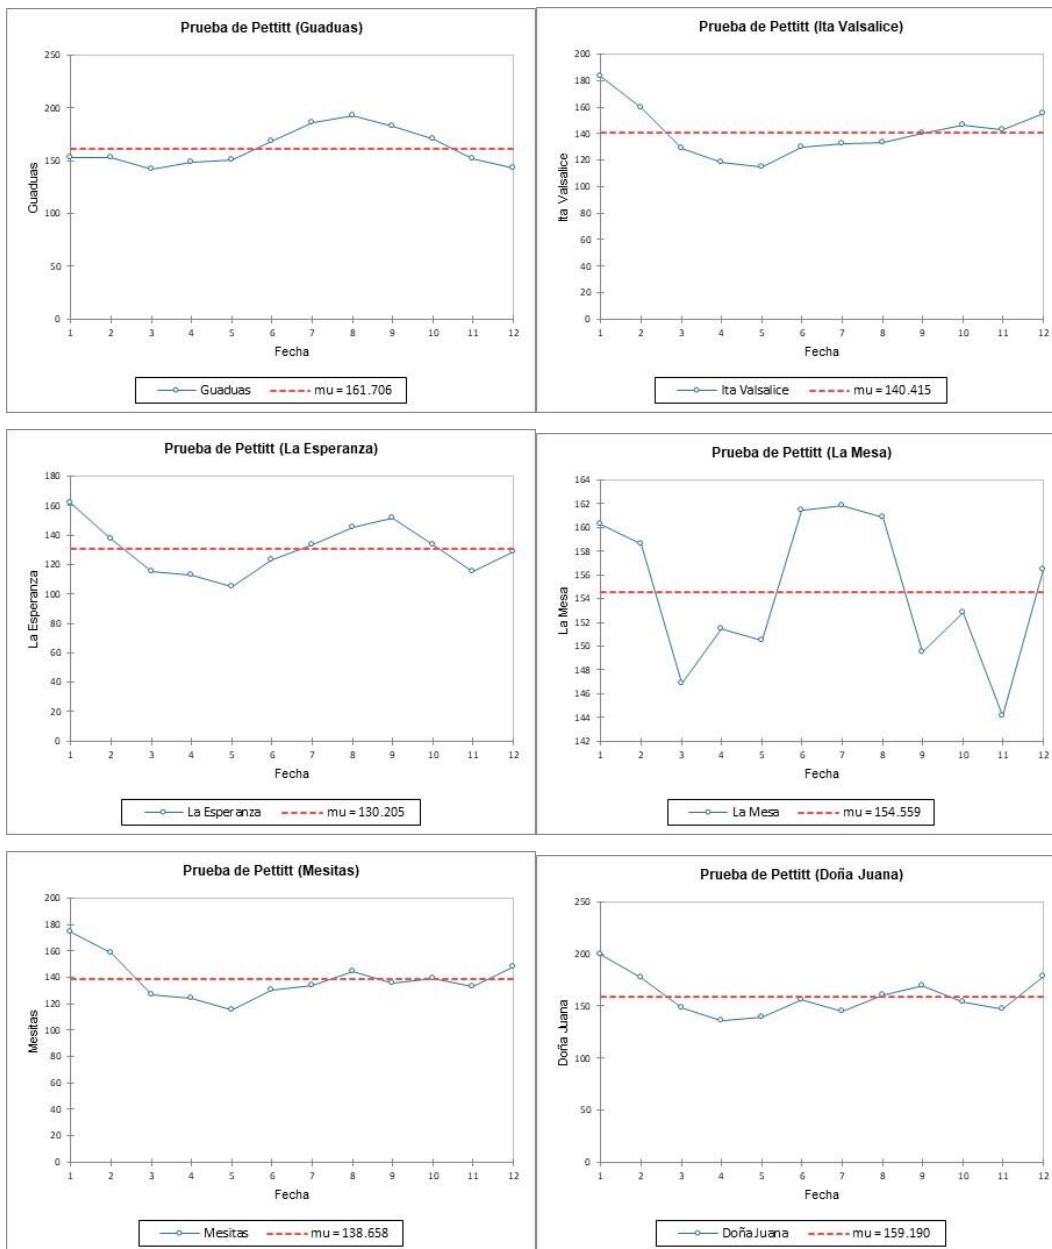 Prueba de Pettitt (Guaduas)
250
200
150
100
50
0
Guaduas
1 2 3 4 5 6 7 8 9 10 11 12
Fecha
Guaduas mu = 161.706
Prueba de Pettitt (Ita Valsalice)
200
180
160
140
120
100
80
60
40
20
0
Ita Valsalice
1 2 3 4 5 6 7 8 9 10 11 12
Fecha
Ita Valsalice mu = 140.415
Prueba de Pettitt (La Esperanza)
180
160
140
120
100
80
60
40
20
0
La Esperanza
1 2 3 4 5 6 7 8 9 10 11 12
Fecha
La Esperanza mu = 130.205
Prueba de Pettitt (La Mesa)
164
162
160
158
156
154
152
150
148
146
144
142
La Mesa
1 2 3 4 5 6 7 8 9 10 11 12
Fecha
La Mesa mu = 154.559
Prueba de Pettitt (Mesitas)
200
180
160
140
120
100
80
60
40
20
0
Mesitas
1 2 3 4 5 6 7 8 9 10 11 12
Fecha
Mesitas mu = 138.658
Prueba de Pettitt (Doña Juana)
250
200
150
100
50
0
Doña Juana
1 2 3 4 5 6 7 8 9 10 11 12
Fecha
Doña Juana mu = 159.190